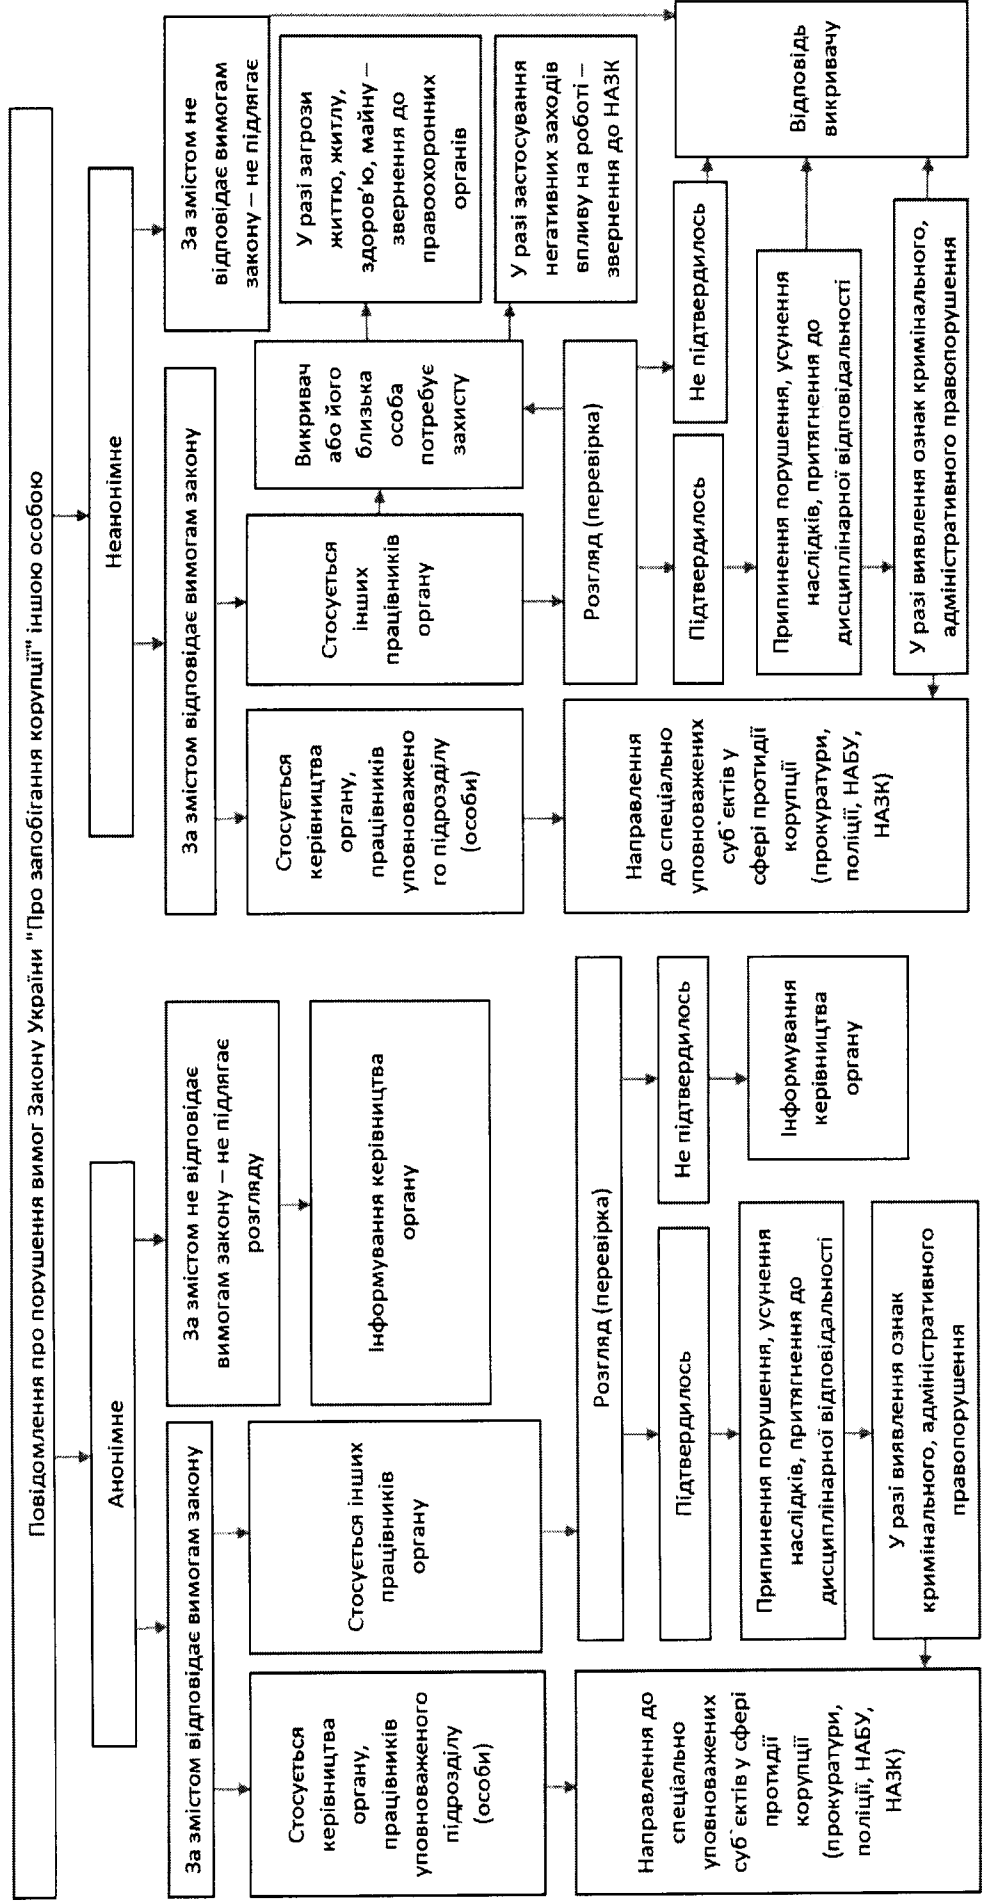 Повідомлення про порушення вимог Закону України "Про запобігання корупції" іншою особою
Анонімне
За змістом відповідає вимогам закону
Стосується
керівництва
органу,
працівників
уповноваженого
підрозділу
(особи)
Направлення до
спеціально
уповноважених
суб`єктів у сфері
протидії
корупції
(прокуратури,
поліції, НАБУ,
НАЗК)
Стосується інших
працівників
органу
За змістом не відповідає
вимогам закону – не підлягає
розгляду
Інформування керівництва
органу
Розгляд (перевірка)
Підтвердилось
Припинення порушення, усунення
наслідків, притягнення до
дисциплінарної відповідальності
У разі виявлення ознак
кримінального, адміністративного
правопорушення
Не підтвердилось
Інформування
керівництва
органу
Неанонімне
За змістом відповідає вимогам закону
Стосується
керівництва
органу,
працівників
уповноважено
го підрозділу
(особи)
Направлення
до спеціально
уповноважених
суб`єктів у
сфері протидії
корупції
(прокуратури,
поліції, НАБУ,
НАЗК)
Стосується
інших
працівників
органу
Викривач
або його
близька
особа
потребує
захисту
За змістом не
відповідає вимогам
закону – не підлягає
У разі загрози
життю, житлу,
здоров'ю, майну –
звернення до
правоохоронних
органів
У разі застосування
негативних заходів
впливу на роботі –
звернення до НАЗК
Розгляд (перевірка)
Підтвердилось
Не підтвердилось
Припинення порушення, усунення
наслідків, притягнення до
дисциплінарної відповідальності
У разі виявлення ознак кримінального,
адміністративного правопорушення
Відповідь
викривачу